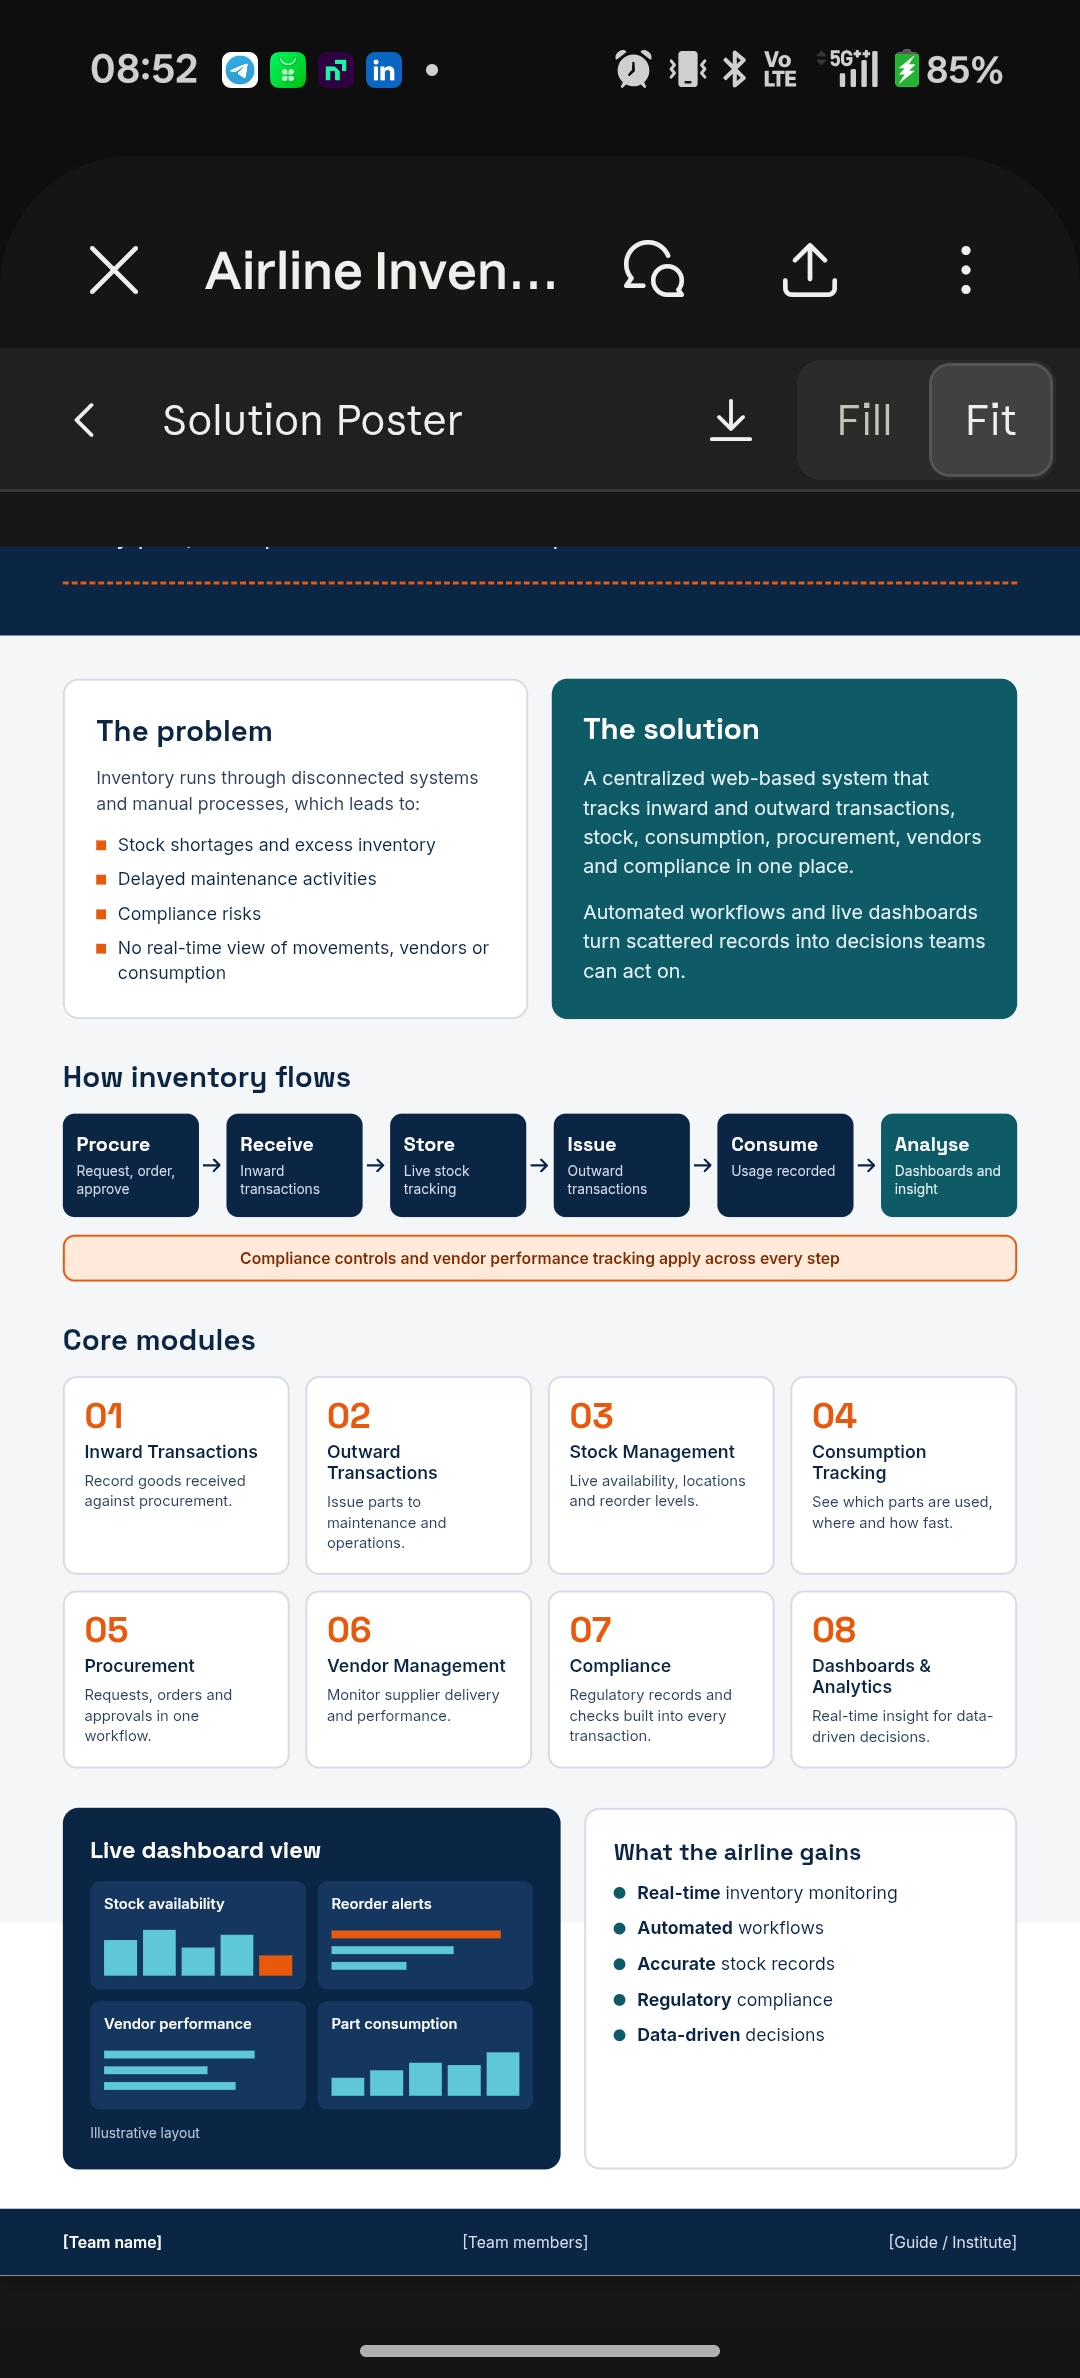 08:52
in
Vo
LTE
5G++
85%
Airline Inven...
Solution Poster
Fill
Fit
The problem
Inventory runs through disconnected systems
and manual processes, which leads to:
Stock shortages and excess inventory
Delayed maintenance activities
Compliance risks
No real-time view of movements, vendors or
consumption
The solution
A centralized web-based system that
tracks inward and outward transactions,
stock, consumption, procurement, vendors
and compliance in one place.
Automated workflows and live dashboards
turn scattered records into decisions teams
can act on.
How inventory flows
Procure
Request, order,
approve
Receive
Inward
transactions
Store
Live stock
tracking
Issue
Outward
transactions
Consume
Usage recorded
Analyse
Dashboards and
insight
Compliance controls and vendor performance tracking apply across every step
Core modules
01
Inward Transactions
Record goods received
against procurement.
02
Outward
Transactions
Issue parts to
maintenance and
operations.
03
Stock Management
Live availability, locations
and reorder levels.
04
Consumption
Tracking
See which parts are used,
where and how fast.
05
Procurement
Requests, orders and
approvals in one
workflow.
06
Vendor Management
Monitor supplier delivery
and performance.
07
Compliance
Regulatory records and
checks built into every
transaction.
08
Dashboards &
Analytics
Real-time insight for data-
driven decisions.
Live dashboard view
Stock availability
Reorder alerts
Vendor performance
Part consumption
Illustrative layout
What the airline gains
Real-time inventory monitoring
Automated workflows
Accurate stock records
Regulatory compliance
Data-driven decisions
[Team name]
[Team members]
[Guide / Institute]